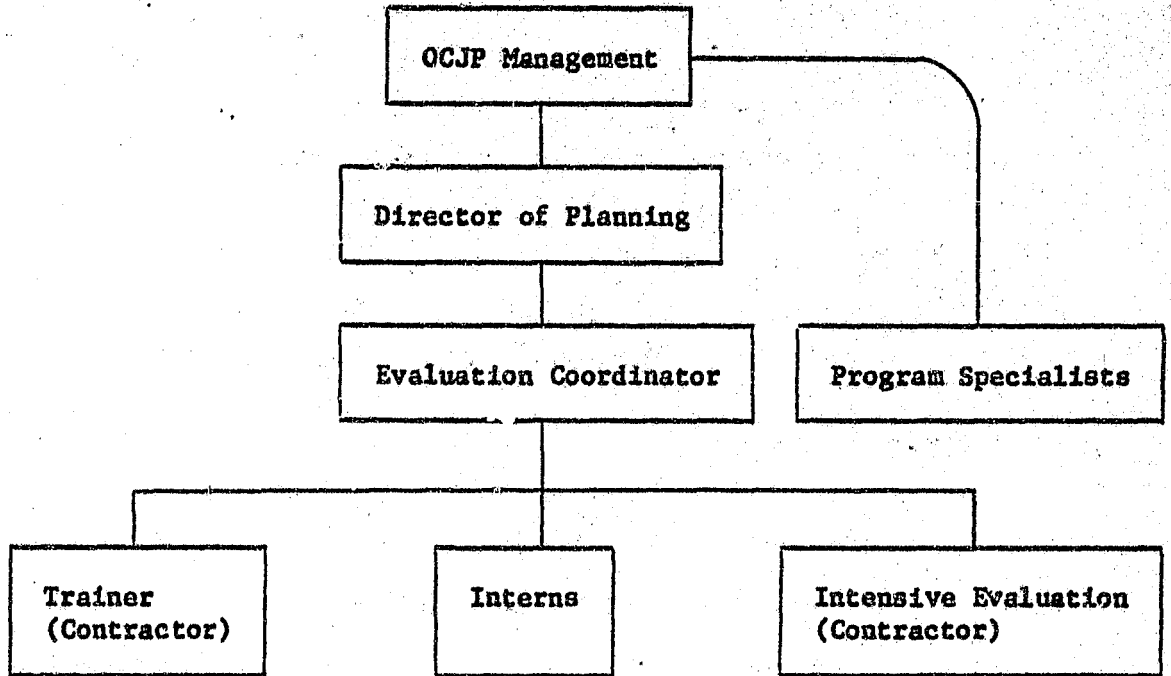 OCJP Management
Director of Planning
Evaluation Coordinator
Program Specialists
Trainer
(Contractor)
Interns
Intensive Evaluation
(Contractor)